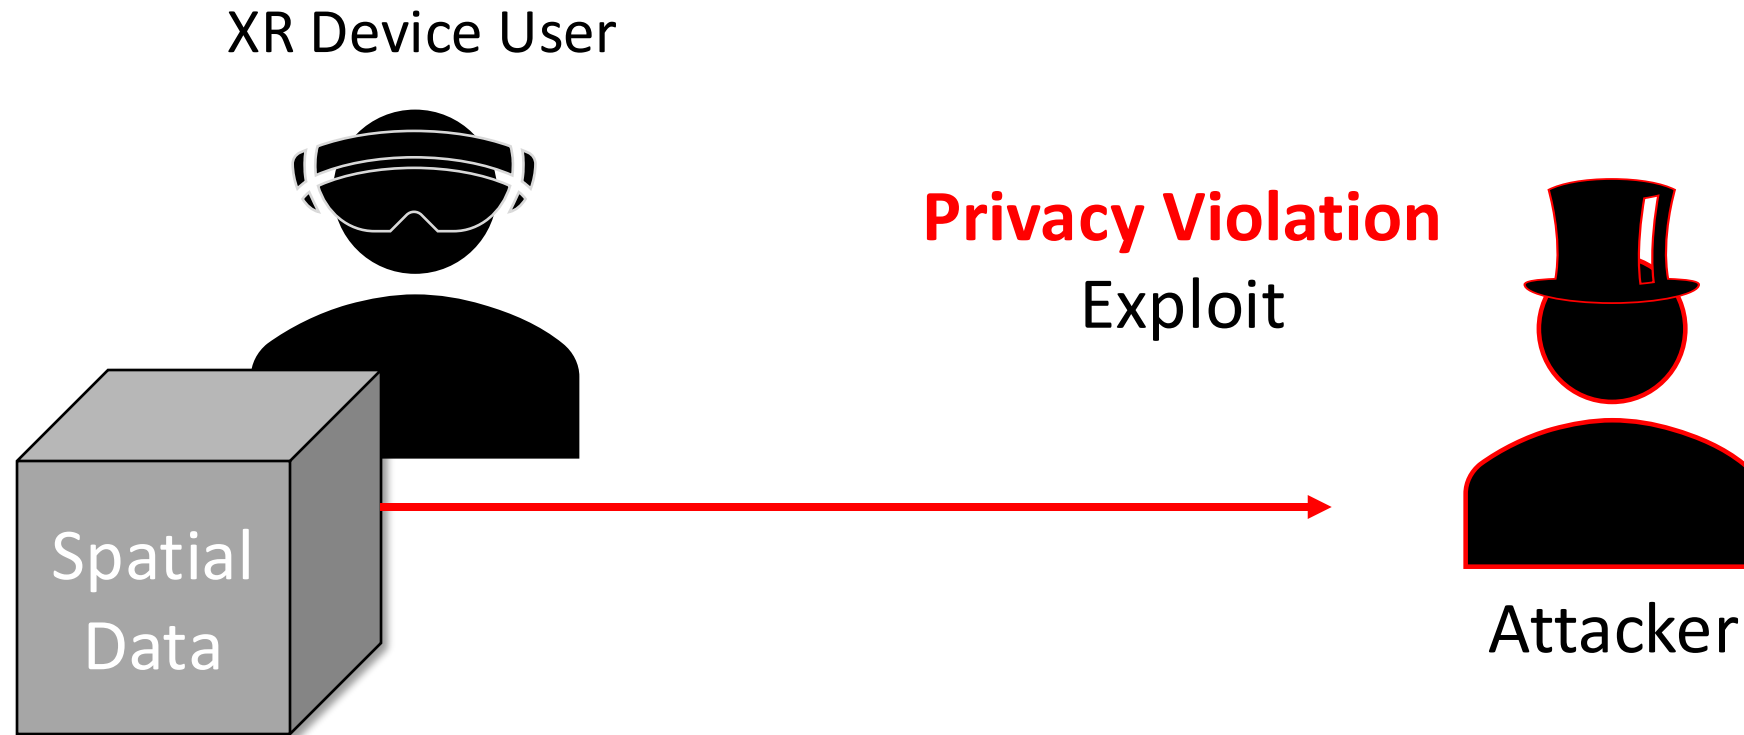 XR Device User
Privacy Violation
Exploit
Spatial
Data
Attacker